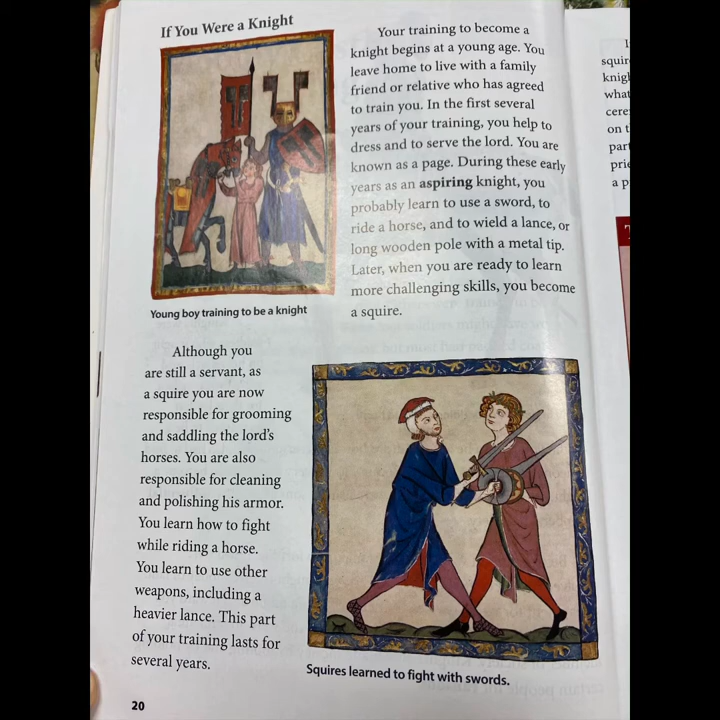 If You Were a Knight
Your training to become a
knight begins at a young age. You
leave home to live with a family
friend or relative who has agreed
to train you. In the first several
years of your training, you help to
dress and to serve the lord. You are
known as a page. During these early
years as an aspiring knight, you
probably learn to use a sword, to
ride a horse, and to wield a lance, or
long wooden pole with a metal tip.
Later, when you are ready to learn
more challenging skills, you become
a squire.
Young boy training to be a knight
Although you
are still a servant, as
a squire you are now
responsible for grooming
and saddling the lord's
horses. You are also
responsible for cleaning
and polishing his armor.
You learn how to fight
while riding a horse.
You learn to use other
weapons, including a
heavier lance. This part
of your training lasts for
several years.
Squires learned to fight with swords.
20
squire
knigh
what
cere
on t
part
prie
a p